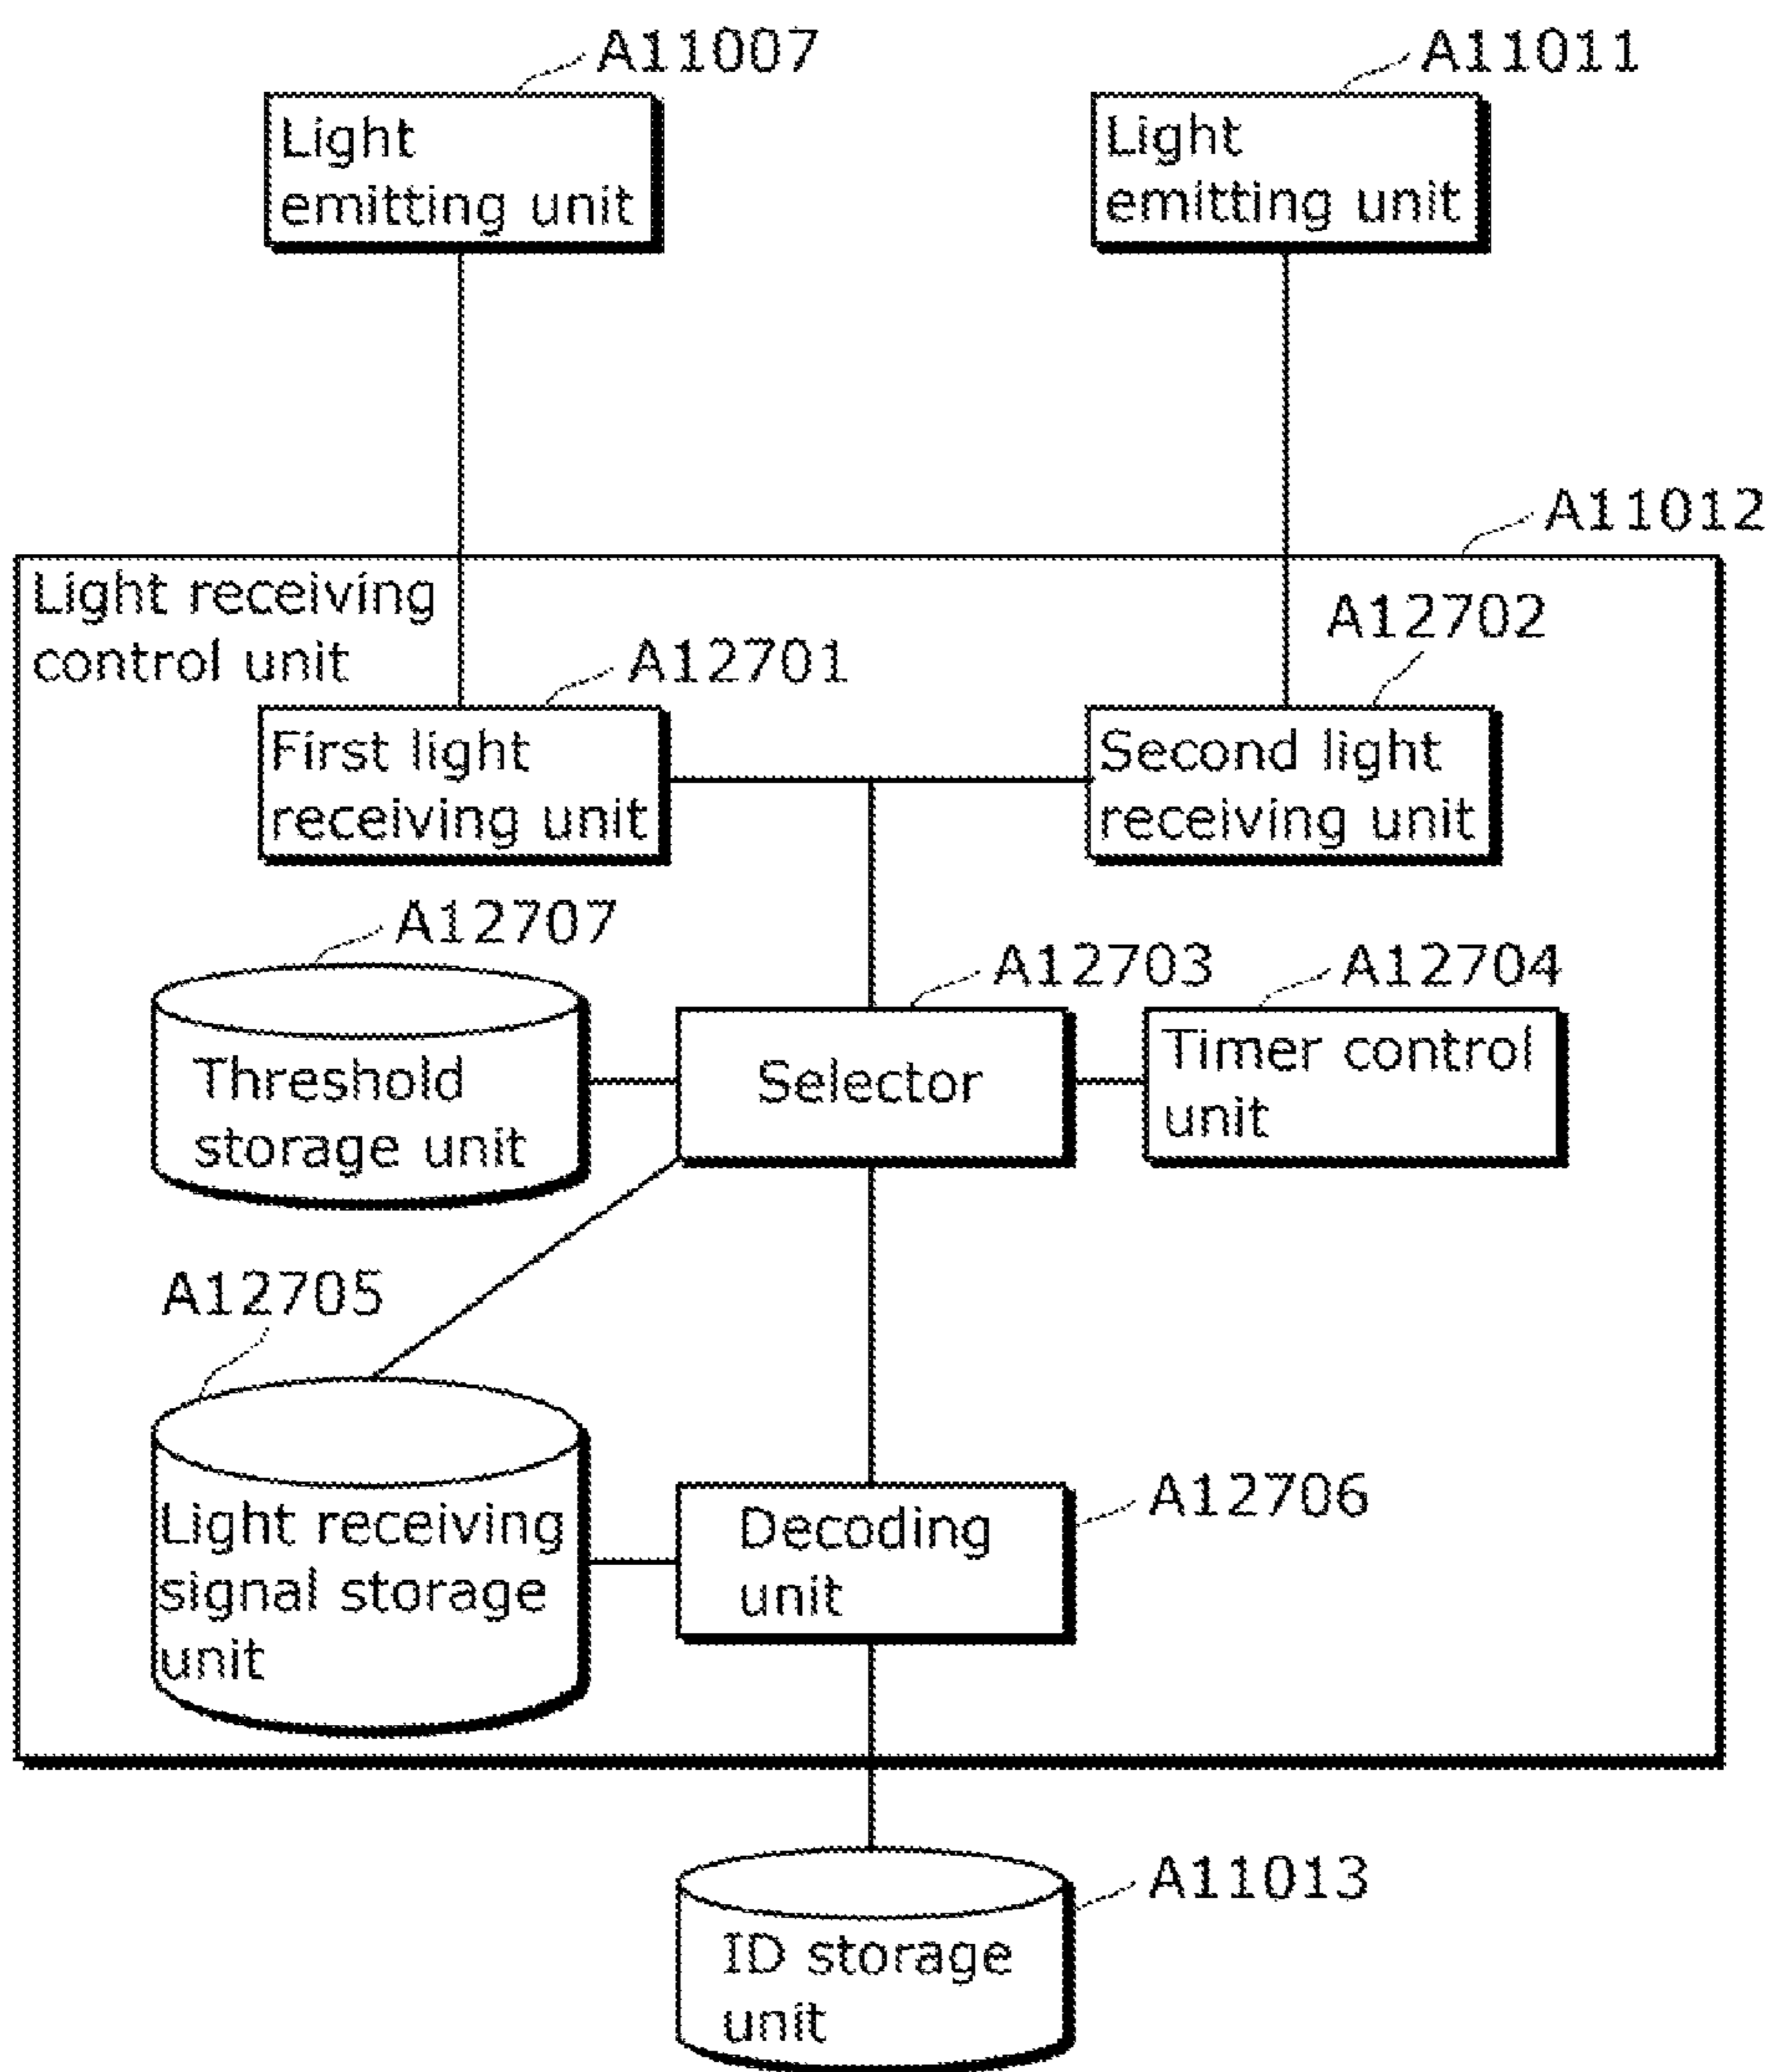 A11007
A11011
Light
emitting unit
Light
emitting unit
A11012
Light receiving
control unit
A12701
A12702
First light
receiving unit
Second light
receiving unit
A12707
A12703
A12704
Threshold
storage unit
Selector
Timer control
unit
A12705
A12706
Light receiving
signal storage
unit
Decoding
unit
A11013
ID storage
unit